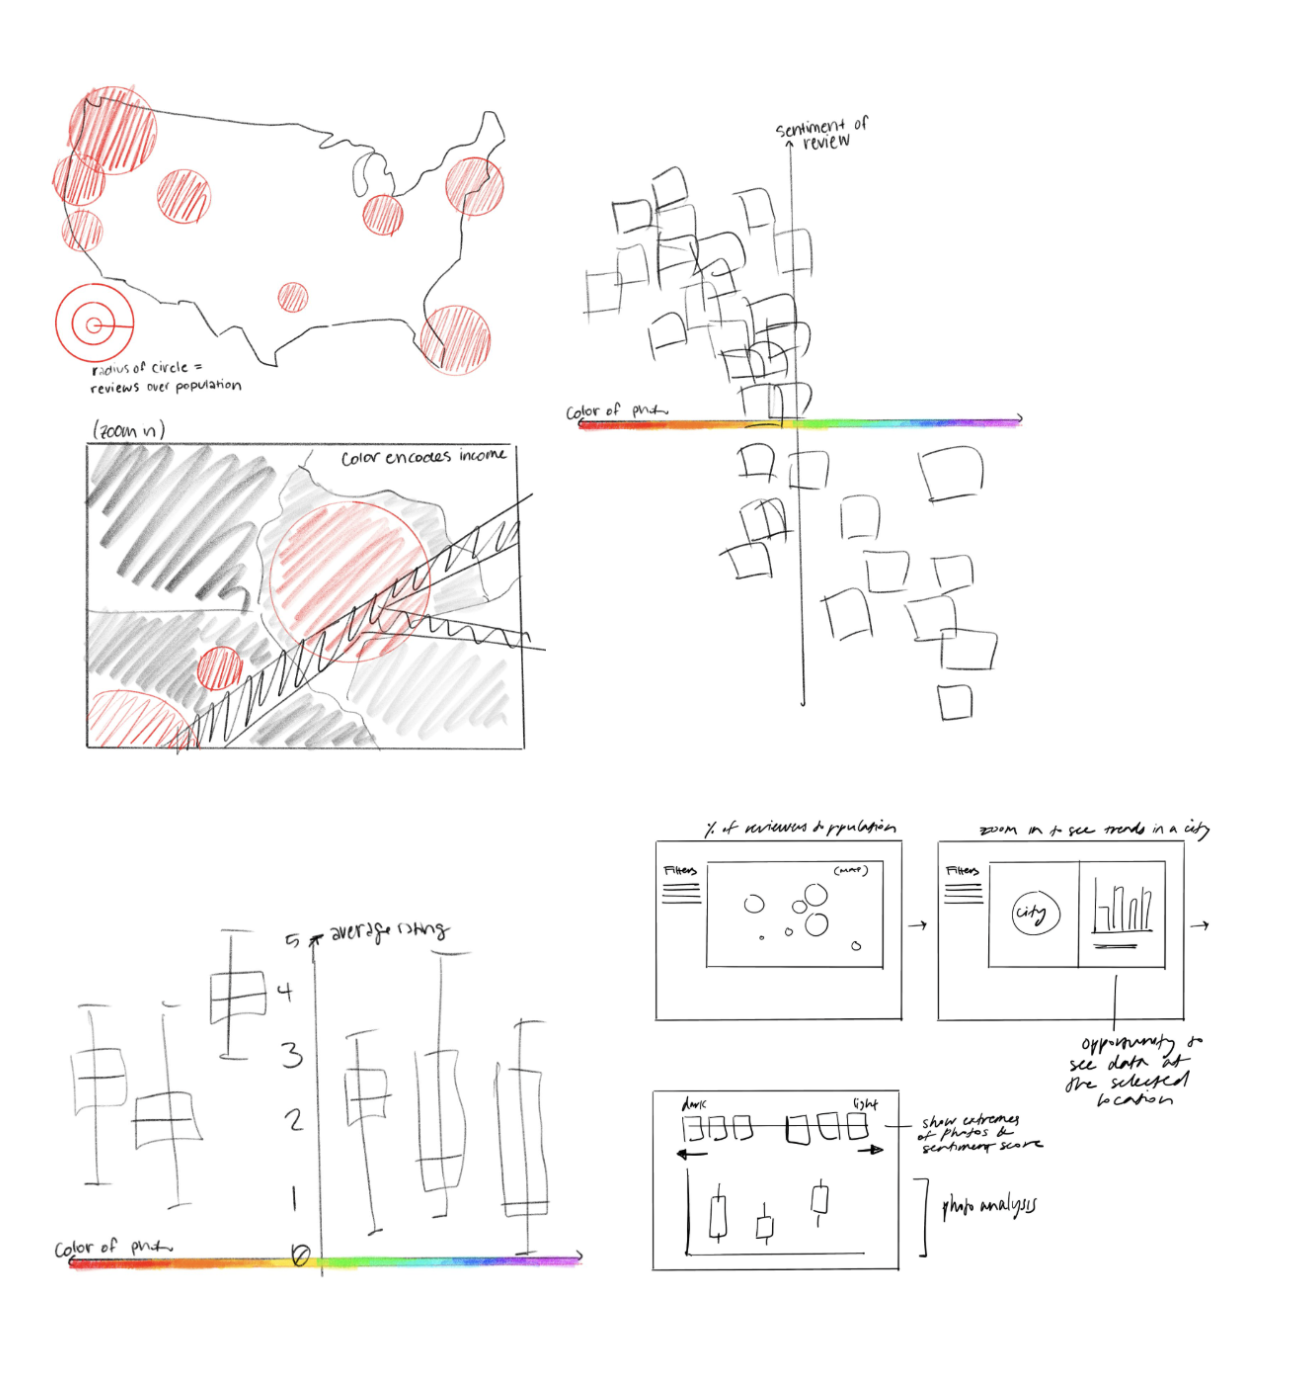 radius of circle =
reviews over population
(zoom in)
Color encodes income
sentiment of
review
Color of photo
5
average rating
4
3
2
1
0
Color of photo
% of reviewers to population
Filters
(map)
zoom in to see trends in a city
Filters
city
opportunity to
see data at
the selected
location
dark
light
show extremes
of photos &
sentiment score
photo analysis